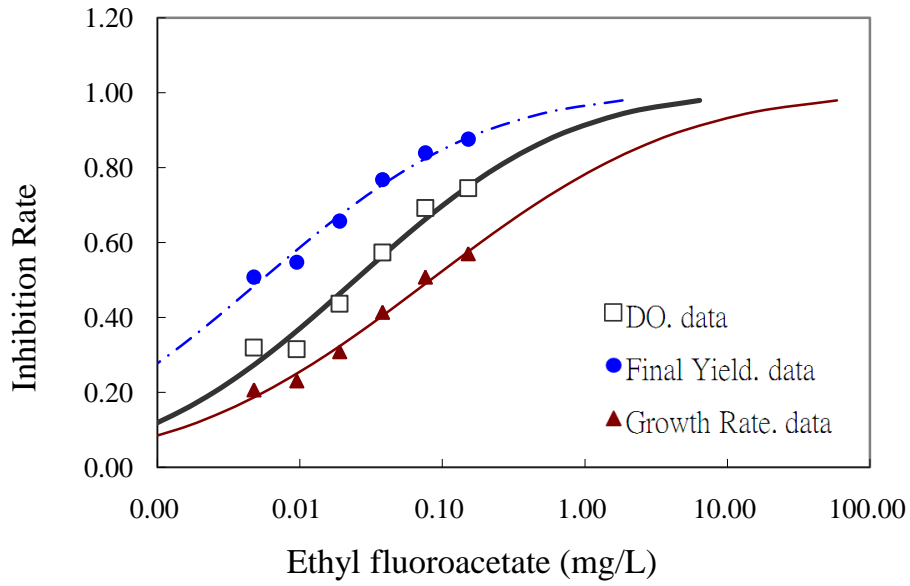 1.20
1.00
0.80
0.60
0.40
0.20
0.00
Inhibition Rate
DO. data
Final Yield. data
Growth Rate. data
0.00 0.01 0.10 1.00 10.00 100.00
Ethyl fluoroacetate (mg/L)